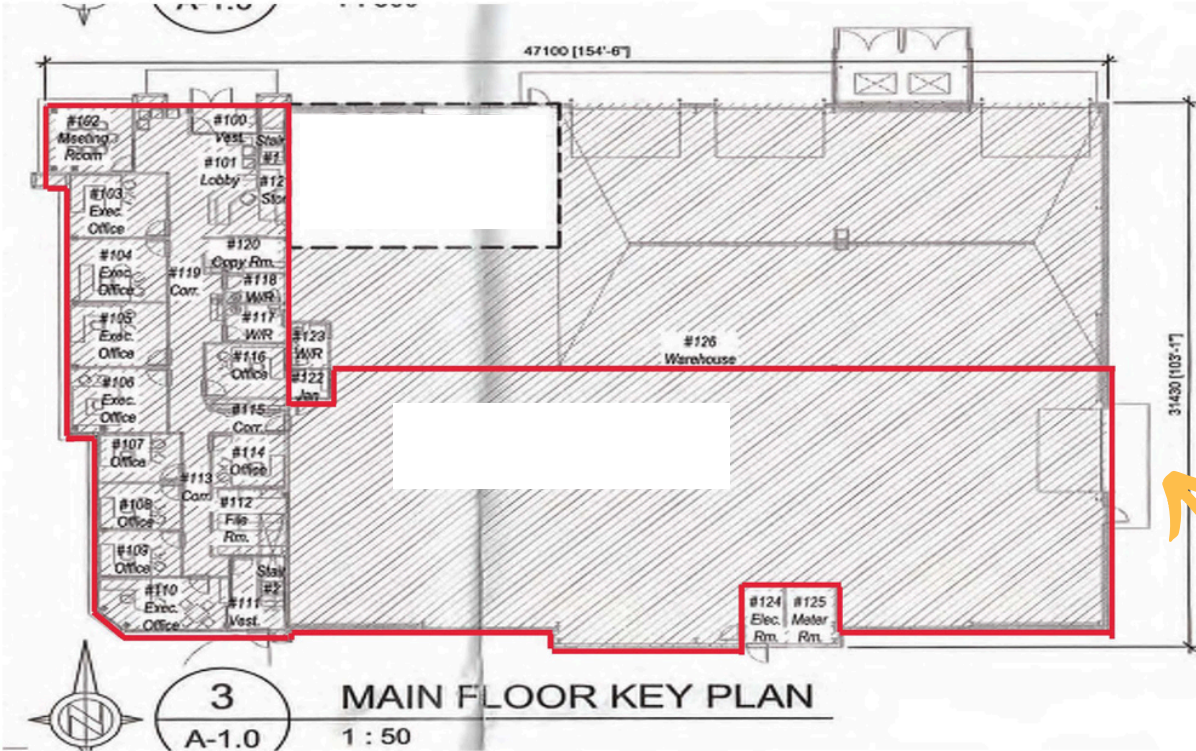 A-1.0
47100 [154'-6"]
#102
Meeting
Room
#100
Vest.
Stair
#1
#101
Lobby
#12
Stor
#103
Exec.
Office
#120
Copy Rm.
#104
Exec.
Office
#119
Corr.
#118
W/R
#117
W/R
#105
Exec.
Office
#123
W/R
#126
Warehouse
31430 [103'-1"]
#116
Office
#122
Jan
#106
Exec.
Office
#115
Corr.
#107
Office
#114
Office
#113
Corr.
#108
Office
#112
File
Rm.
#109
Office
Stair
#2
#110
Exec.
Office
#111
Vest.
#124
Elec.
Rm.
#125
Meter
Rm.
N
3
A-1.0
MAIN FLOOR KEY PLAN
1 : 50